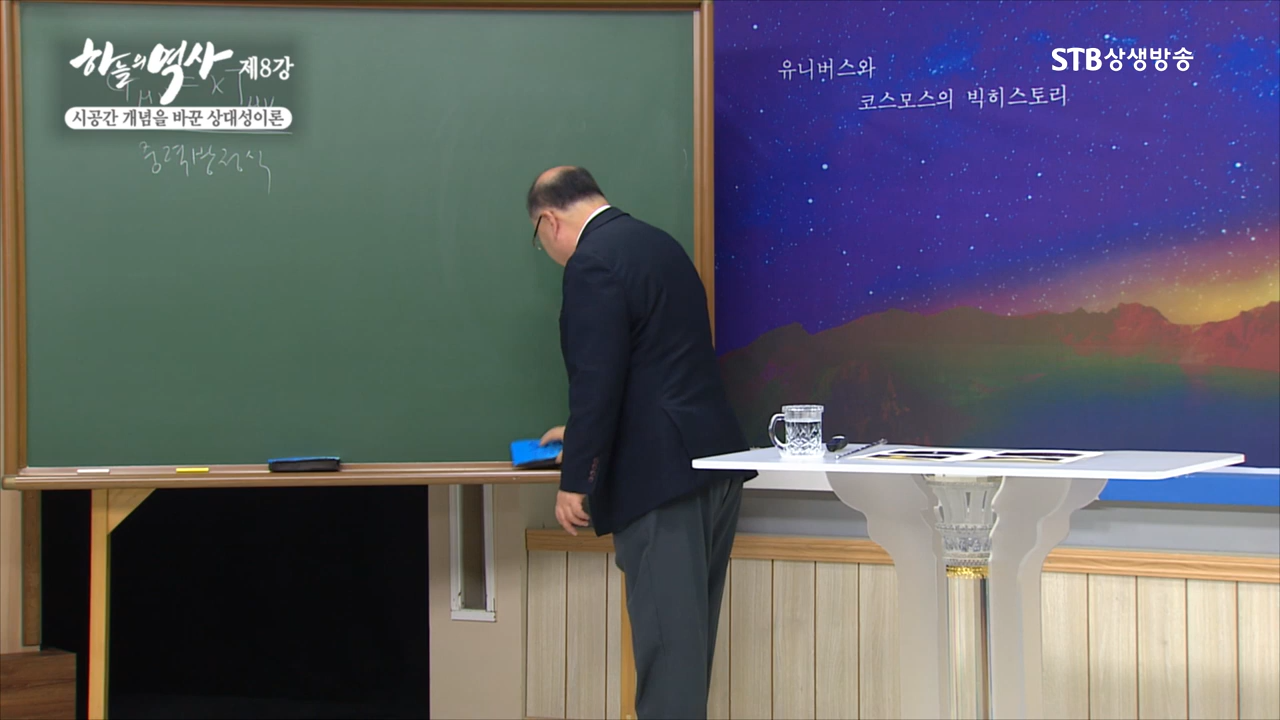 하늘의 역사 제8강
시공간 개념을 바꾼 상대성이론
중력방정식
유니버스와
코스모스의 빅히스토리
STB상생방송